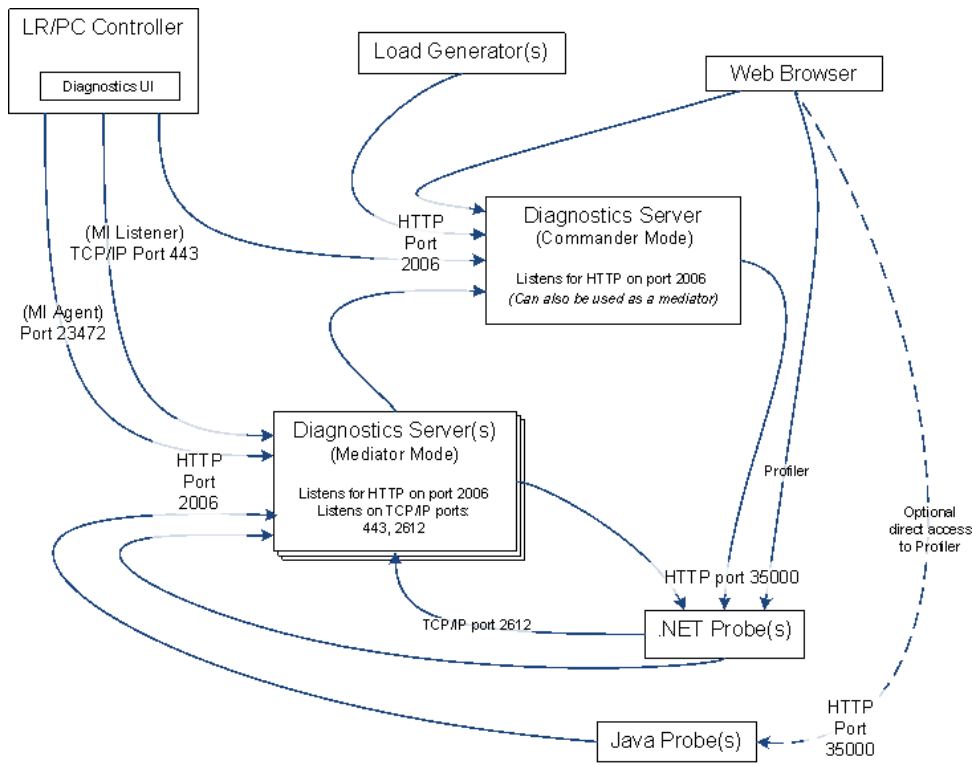 LR/PC Controller
Diagnostics UI
Load Generator(s)
Web Browser
(MI Listener)
TCP/IP Port 443
(MI Agent)
Port 23472
HTTP
Port
2006
Diagnostics Server
(Commander Mode)
Listens for HTTP on port 2006
(Can also be used as a mediator)
HTTP
Port
2006
Diagnostics Server(s)
(Mediator Mode)
Listens for HTTP on port 2006
Listens on TCP/IP ports:
443, 2612
Profiler
Optional
direct access
to Profiler
HTTP port 35000
TCP/IP port 2612
.NET Probe(s)
Java Probe(s)
HTTP
Port
35000